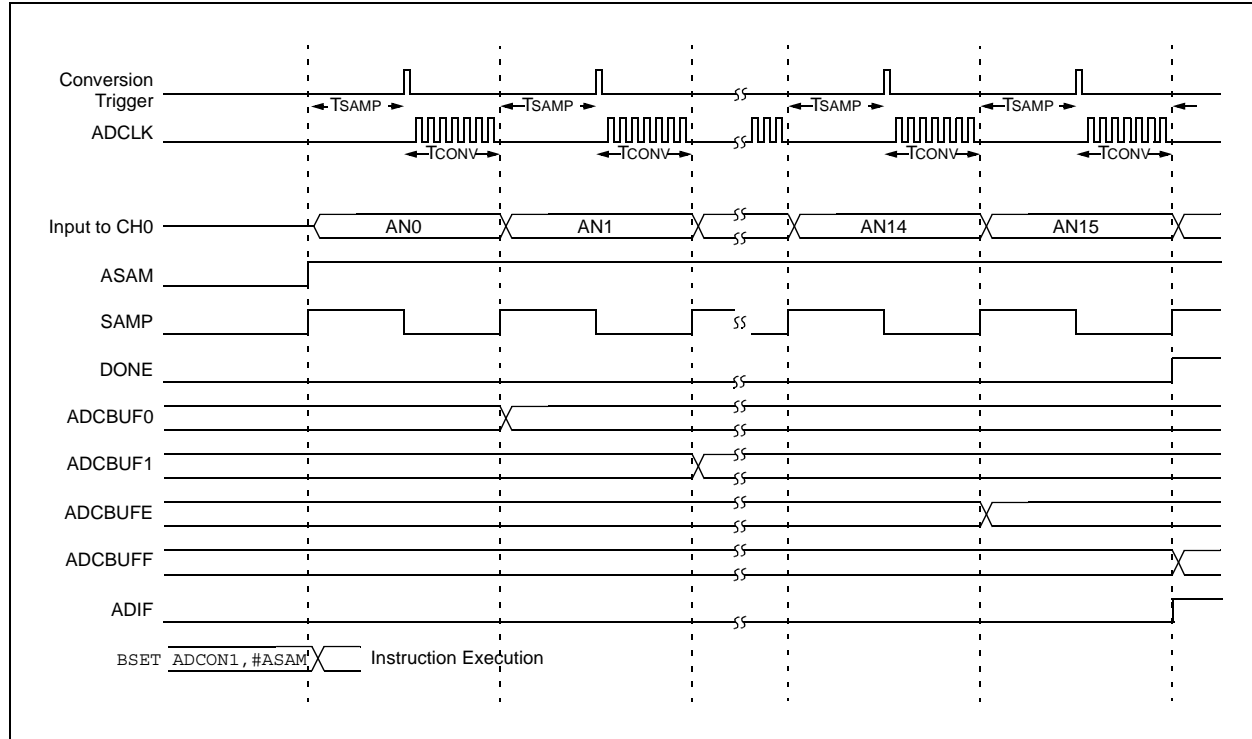 Conversion
Trigger
TSAMP TSAMP TSAMP TSAMP
ADCLK
TCONV TCONV TCONV TCONV
Input to CH0 AN0 AN1 AN14 AN15
ASAM
SAMP
DONE
ADCBUF0
ADCBUF1
ADCBUFE
ADCBUFF
ADIF
BSET ADCON1,#ASAM Instruction Execution